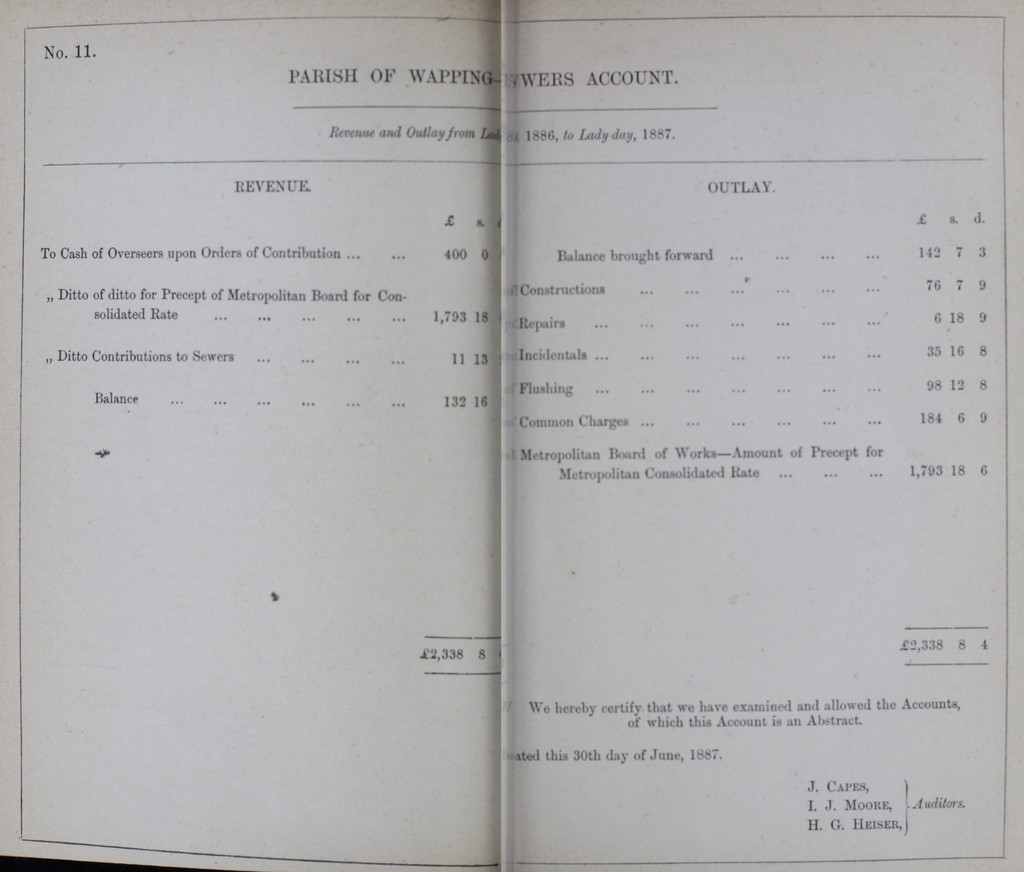 No. 11.
PARISH OF WAPPING- WERS ACCOUNT.
Revenue and Outlay from 1886, to Lady-day, 1887.
REVENUE.
£ s.
To Cash of Overseers upon Orders of Contribution ... ... 400 0
„ Ditto of ditto for Precept of Metropolitan Board for Con-
solidated Rate ... ... ... ... ... 1,793 18
„ Ditto Contributions to Sewers ... ... ... ... 11 13
Balance ... ... ... ... ... ... 132 16
£2,338 8
OUTLAY.
£ s. d.
Balance brought forward ... ... ... ... 142 7 3
Constructions ... ... ... ... ... ... 76 7 9
Repairs ... ... ... ... ... ... ... 6 18 9
Incidentals ... ... ... ... ... ... ... 35 16 8
Flushing ... ... ... ... ... ... ... 98 12 8
Common Charges ... ... ... ... ... ... 184 6 9
Metropolitan Board of Works—Amount of Precept for
Metropolitan Consolidated Rate ... ... ... 1,793 18 6
£2,338 8 4
We hereby certify that we have examined and allowed the Accounts,
of which this Account is an Abstract.
ated this 30th day of June, 1887.
J. CAPES,
I. J. MOORE, Auditors.
H. G. HEISER,